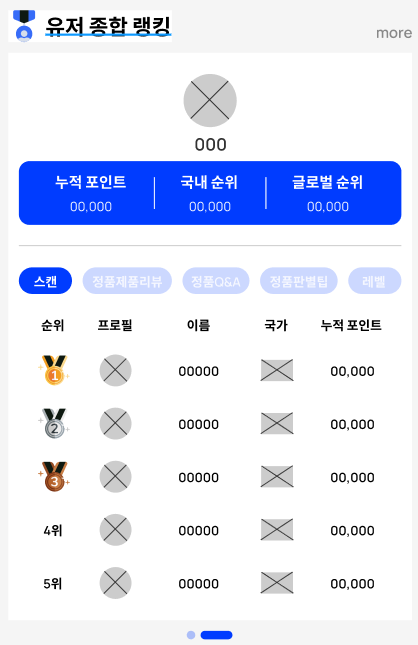 유저 종합 랭킹
more
000
누적 포인트 국내 순위 글로벌 순위
00,000 00,000 00,000
스캔 정품제품리뷰 정품Q&A 정품판별팁 레벨
순위 프로필 이름 국가 누적 포인트
1 00000 00,000
2 00000 00,000
3 00000 00,000
4위 00000 00,000
5위 00000 00,000